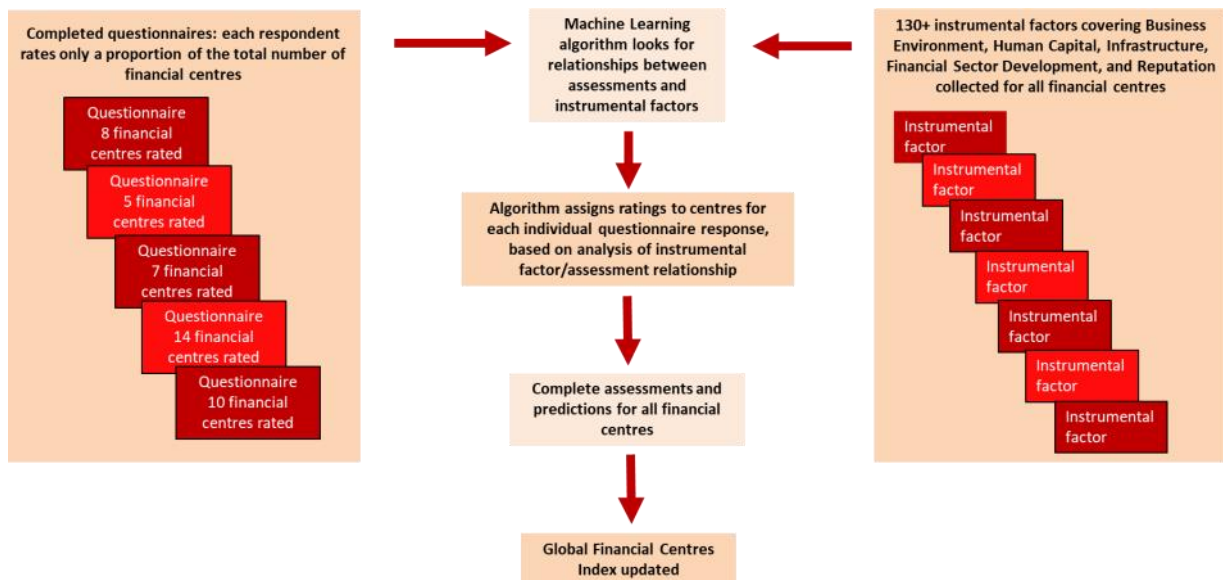 Completed questionnaires: each respondent
rates only a proportion of the total number of
financial centres
Questionnaire
8 financial
centres rated
Questionnaire
5 financial
centres rated
Questionnaire
7 financial
centres rated
Questionnaire
14 financial
centres rated
Questionnaire
10 financial
centres rated
Machine Learning
algorithm looks for
relationships between
assessments and
instrumental factors
Algorithm assigns ratings to centres for
each individual questionnaire response,
based on analysis of instrumental
factor/assessment relationship
Complete assessments and
predictions for all financial
centres
Global Financial Centres
Index updated
130+ instrumental factors covering Business
Environment, Human Capital, Infrastructure,
Financial Sector Development, and Reputation
collected for all financial centres
Instrumental
factor
Instrumental
factor
Instrumental
factor
Instrumental
factor
Instrumental
factor
Instrumental
factor
Instrumental
factor